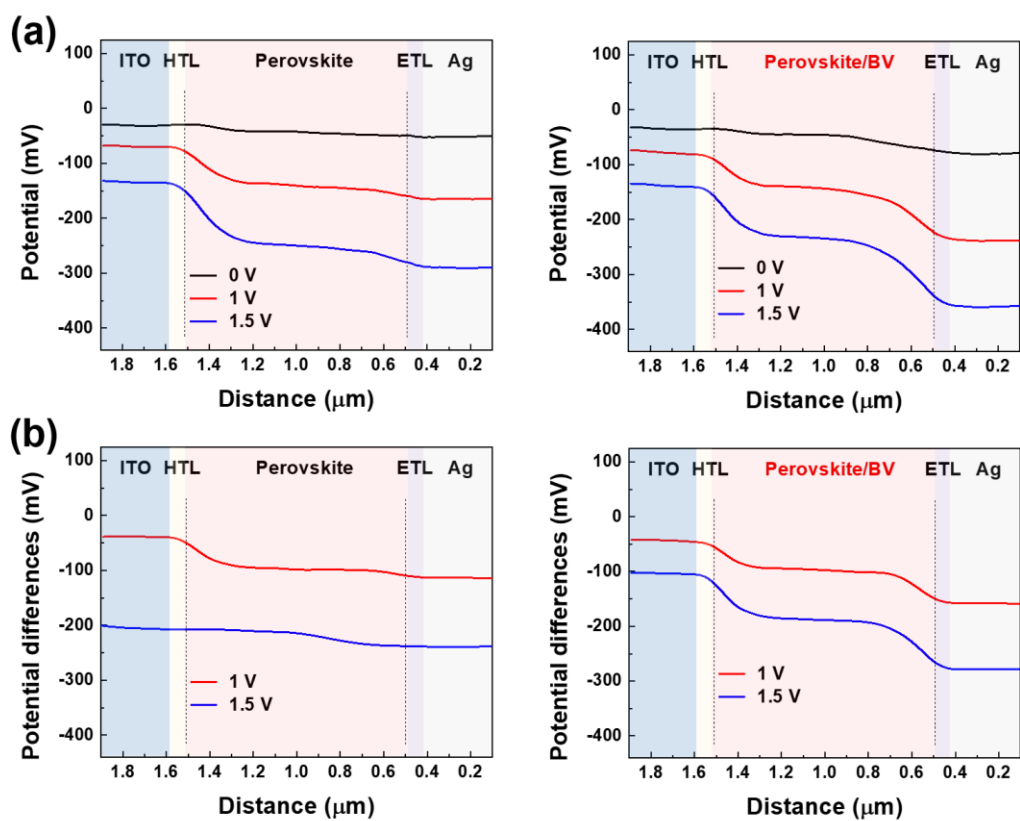 (a)
100
0
-100
-200
-300
-400
Potential (mV)
ITO HTL Perovskite ETL Ag
0 V
1 V
1.5 V
1.8 1.6 1.4 1.2 1.0 0.8 0.6 0.4 0.2
Distance (μm)
100
0
-100
-200
-300
-400
Potential (mV)
ITO HTL Perovskite/BV ETL Ag
0 V
1 V
1.5 V
1.8 1.6 1.4 1.2 1.0 0.8 0.6 0.4 0.2
Distance (μm)
(b)
100
0
-100
-200
-300
-400
Potential differences (mV)
ITO HTL Perovskite ETL Ag
1 V
1.5 V
1.8 1.6 1.4 1.2 1.0 0.8 0.6 0.4 0.2
Distance (μm)
100
0
-100
-200
-300
-400
Potential differences (mV)
ITO HTL Perovskite/BV ETL Ag
1 V
1.5 V
1.8 1.6 1.4 1.2 1.0 0.8 0.6 0.4 0.2
Distance (μm)